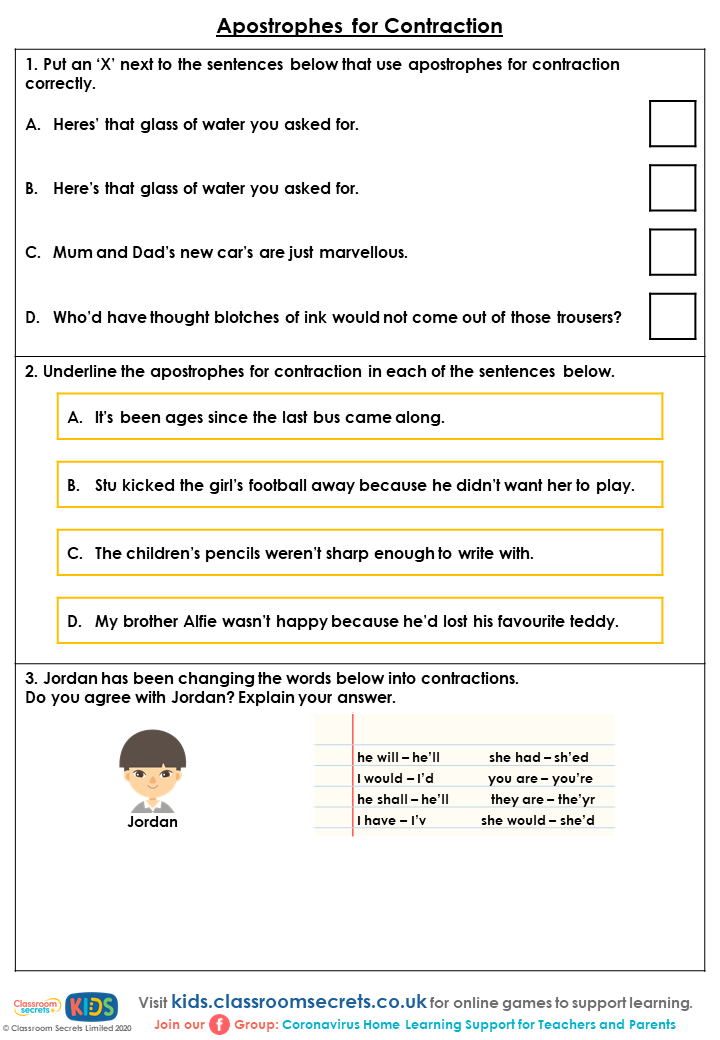 Apostrophes for Contraction
1. Put an ‘X’ next to the sentences below that use apostrophes for contraction
correctly.
A. Heres’ that glass of water you asked for.
B. Here’s that glass of water you asked for.
C. Mum and Dad’s new car’s are just marvellous.
D. Who’d have thought blotches of ink would not come out of those trousers?
2. Underline the apostrophes for contraction in each of the sentences below.
A. It’s been ages since the last bus came along.
B. Stu kicked the girl’s football away because he didn’t want her to play.
C. The children’s pencils weren’t sharp enough to write with.
D. My brother Alfie wasn’t happy because he’d lost his favourite teddy.
3. Jordan has been changing the words below into contractions.
Do you agree with Jordan? Explain your answer.
he will – he’ll she had – sh’ed
I would – I’d you are – you’re
he shall – he’ll they are – the’yr
I have – I’v she would – she’d
Jordan
Classroom Secrets KIDS
© Classroom Secrets Limited 2020
Visit kids.classroomsecrets.co.uk for online games to support learning.
Join our f Group: Coronavirus Home Learning Support for Teachers and Parents